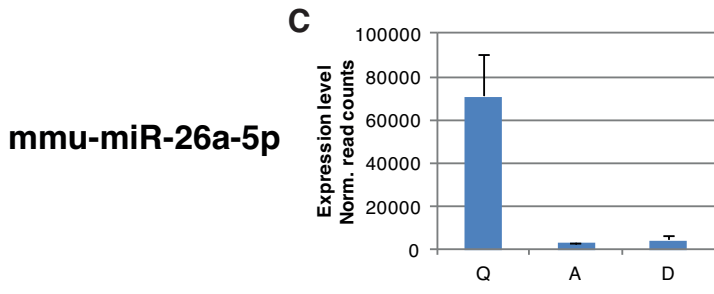 C
mmu-miR-26a-5p
Expression level
Norm. read counts
100000
80000
60000
40000
20000
0
Q A D